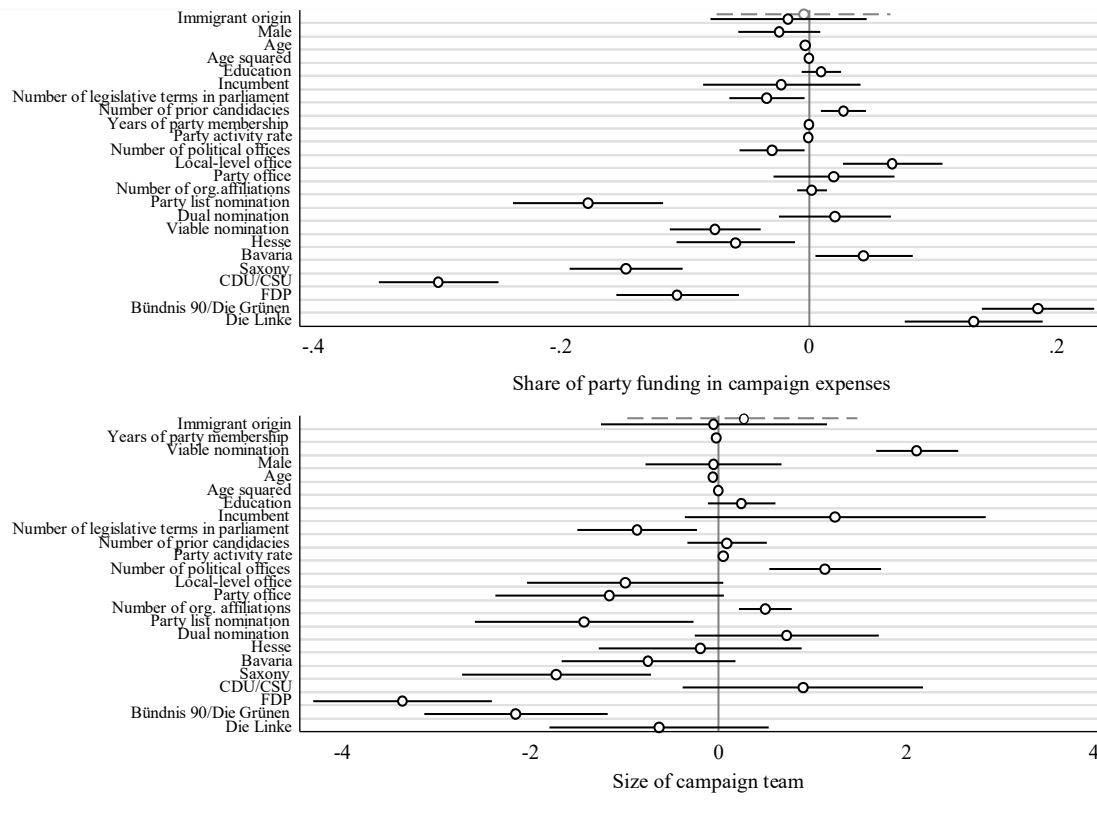 Immigrant origin
Male
Age
Age squared
Education
Incumbent
Number of legislative terms in parliament
Number of prior candidacies
Years of party membership
Party activity rate
Number of political offices
Local-level office
Party office
Number of org.affiliations
Party list nomination
Dual nomination
Viable nomination
Hesse
Bavaria
Saxony
CDU/CSU
FDP
Bündnis 90/Die Grünen
Die Linke
-.4 -.2 0 .2
Share of party funding in campaign expenses
Immigrant origin
Years of party membership
Viable nomination
Male
Age
Age squared
Education
Incumbent
Number of legislative terms in parliament
Number of prior candidacies
Party activity rate
Number of political offices
Local-level office
Party office
Number of org. affiliations
Party list nomination
Dual nomination
Hesse
Bavaria
Saxony
CDU/CSU
FDP
Bündnis 90/Die Grünen
Die Linke
-4 -2 0 2 4
Size of campaign team